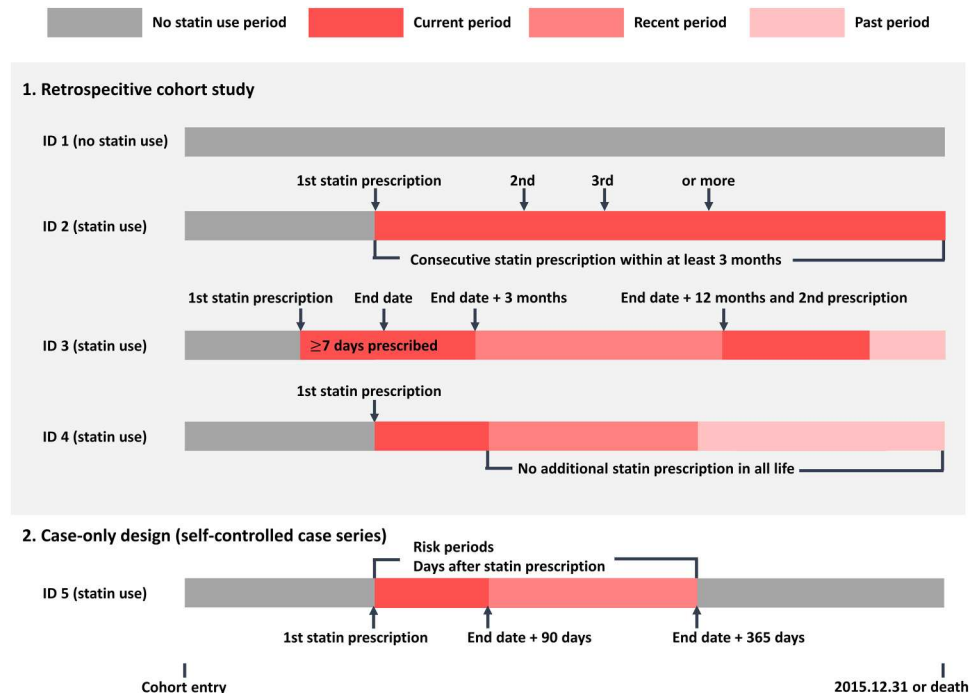 No statin use period
Current period
Recent period
Past period
1. Retrospecitive cohort study
ID 1 (no statin use)
1st statin prescription
2nd
3rd
or more
ID 2 (statin use)
Consecutive statin prescription within at least 3 months
1st statin prescription
End date
End date + 3 months
End date + 12 months and 2nd prescription
ID 3 (statin use)
≥7 days prescribed
1st statin prescription
ID 4 (statin use)
No additional statin prescription in all life
2. Case-only design (self-controlled case series)
Risk periods
Days after statin prescription
ID 5 (statin use)
1st statin prescription
End date + 90 days
End date + 365 days
Cohort entry
2015.12.31 or death